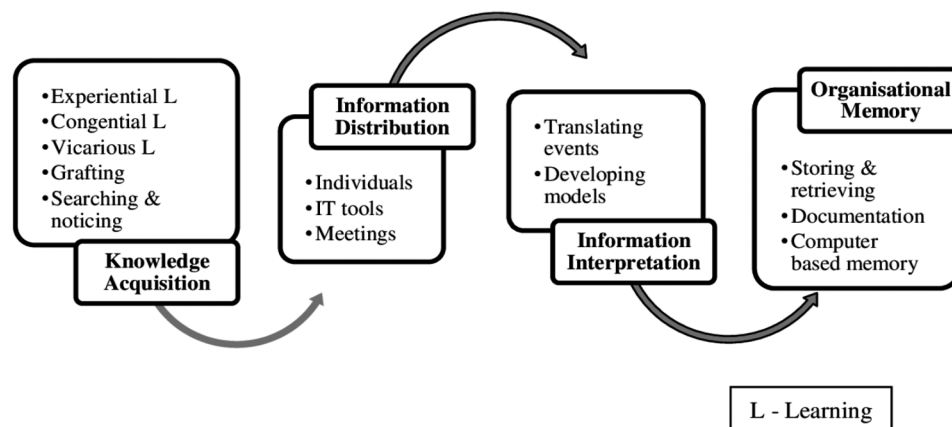 •Experiential L
•Congential L
•Vicarious L
•Grafting
•Searching &
noticing
Knowledge
Acquisition
Information
Distribution
•Individuals
•IT tools
•Meetings
•Translating
events
•Developing
models
Information
Interpretation
Organisational
Memory
•Storing &
retrieving
•Documentation
•Computer
based memory
L - Learning